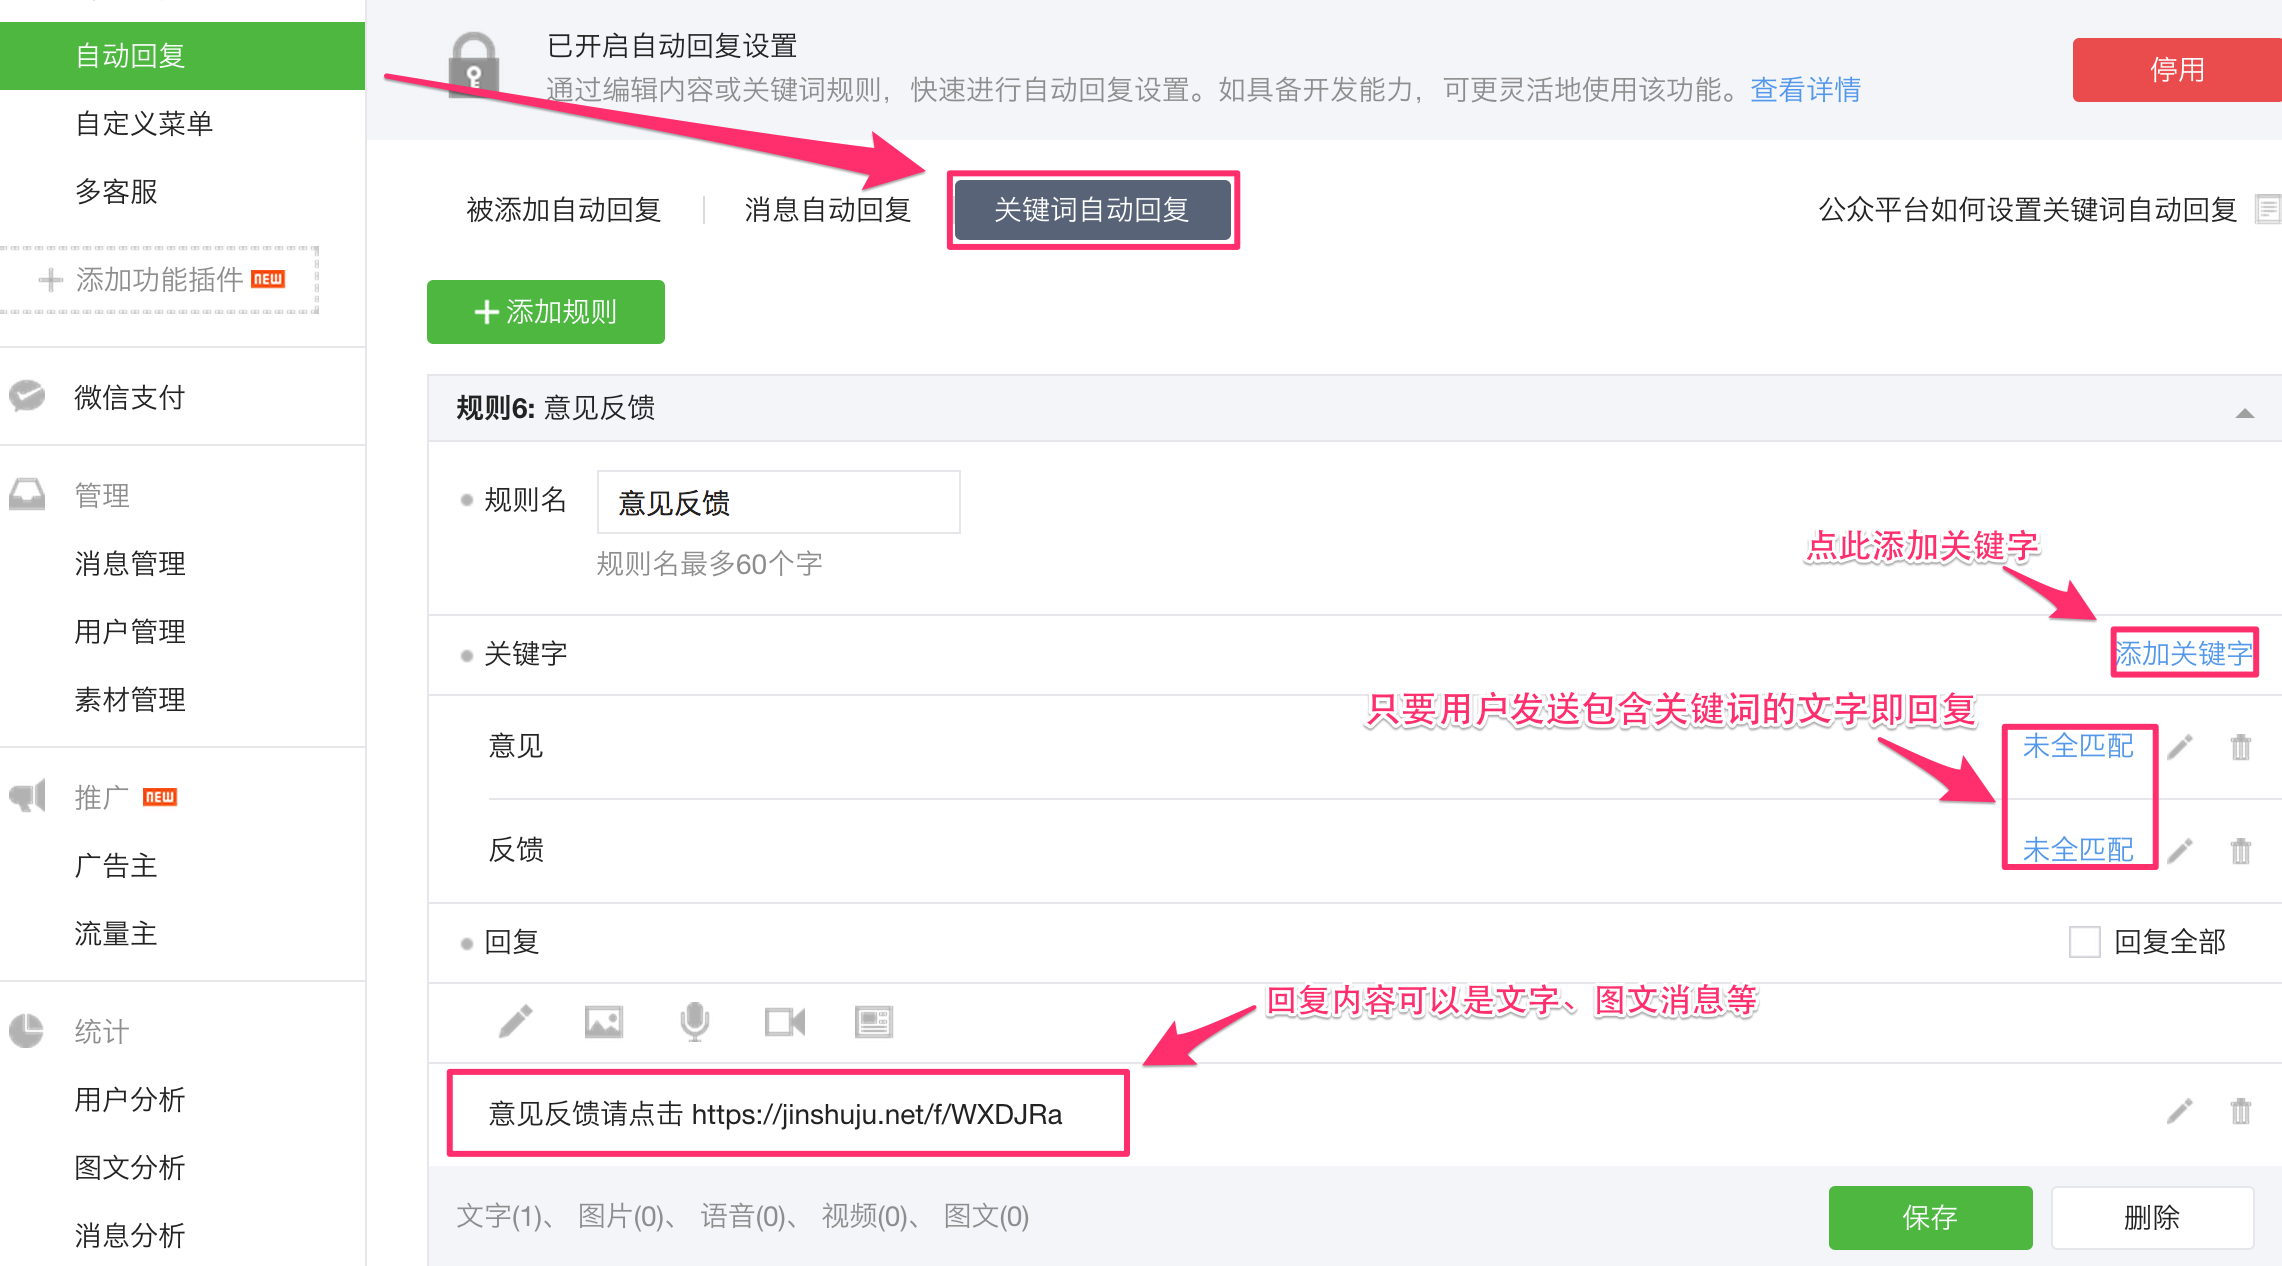 自动回复
自定义菜单
多客服
添加功能插件 NEW
微信支付
管理
消息管理
用户管理
素材管理
推广 NEW
广告主
流量主
统计
用户分析
图文分析
消息分析
已开启自动回复设置
通过编辑内容或关键词规则，快速进行自动回复设置。如具备开发能力，可更灵活地使用该功能。查看详情
停用
被添加自动回复 消息自动回复 关键词自动回复
公众平台如何设置关键词自动回复
添加规则
规则6: 意见反馈
规则名 意见反馈
规则名最多60个字
点此添加关键字
关键字 添加关键字
只要用户发送包含关键词的文字即回复
意见 未全匹配
反馈 未全匹配
回复 回复全部
回复内容可以是文字、图文消息等
意见反馈请点击 https://jinshuju.net/f/WXDJRa
文字(1)、 图片(0)、 语音(0)、 视频(0)、 图文(0)
保存 删除